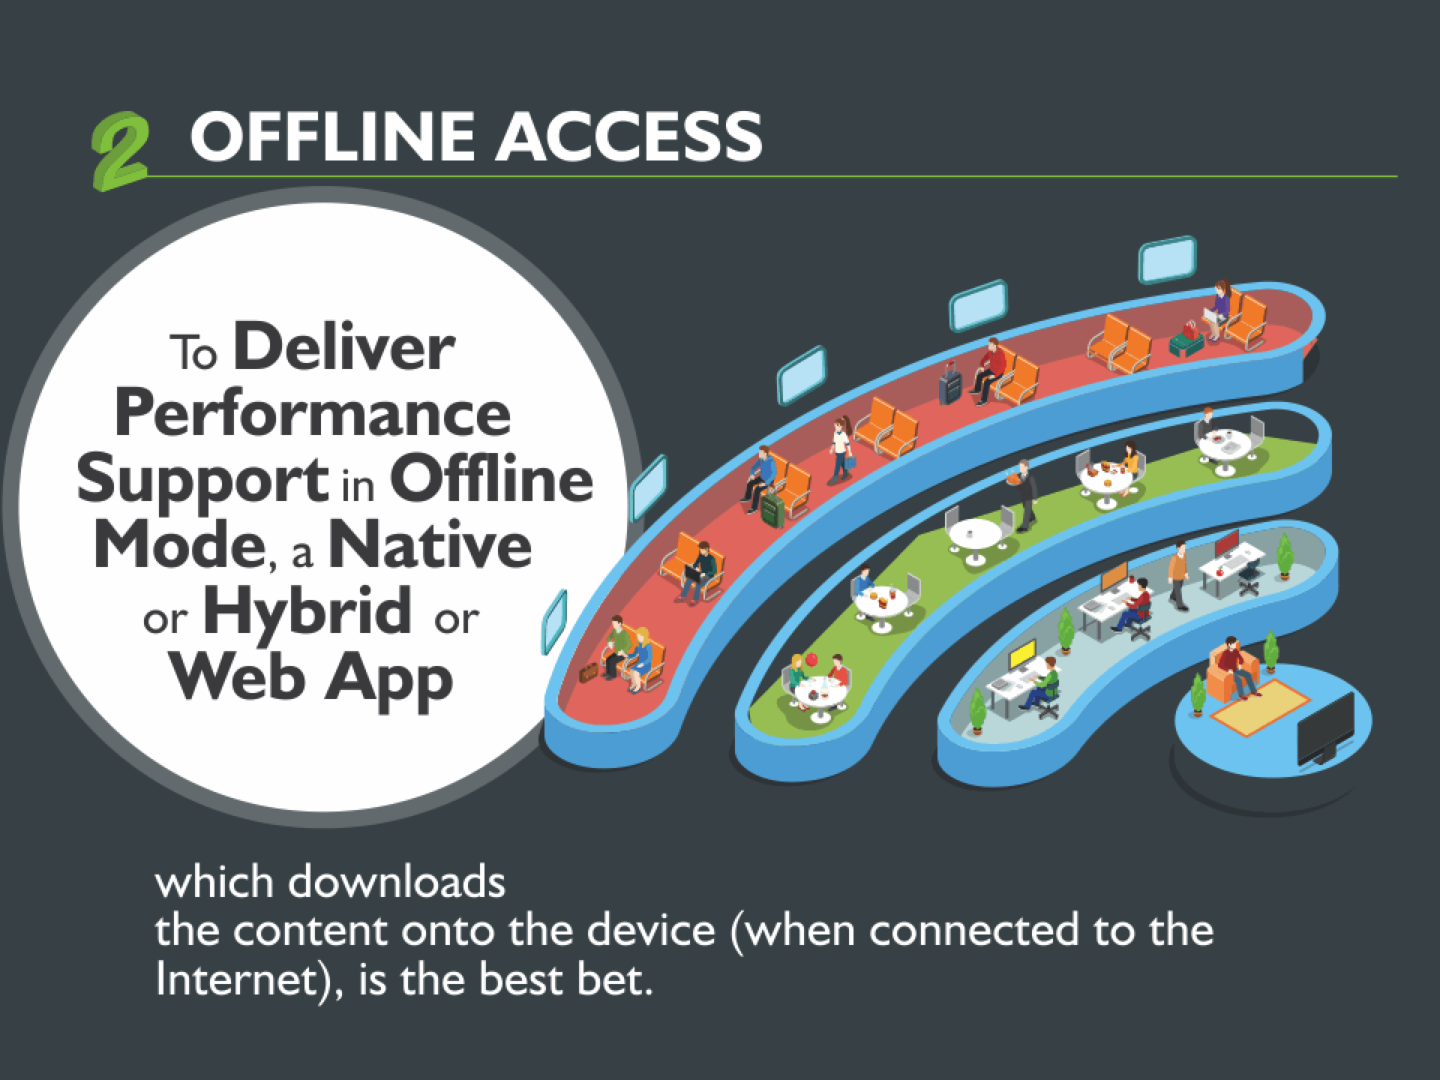 2 OFFLINE ACCESS
To Deliver
Performance
Support in Offline
Mode, a Native
or Hybrid or
Web App
which downloads
the content onto the device (when connected to the
Internet), is the best bet.